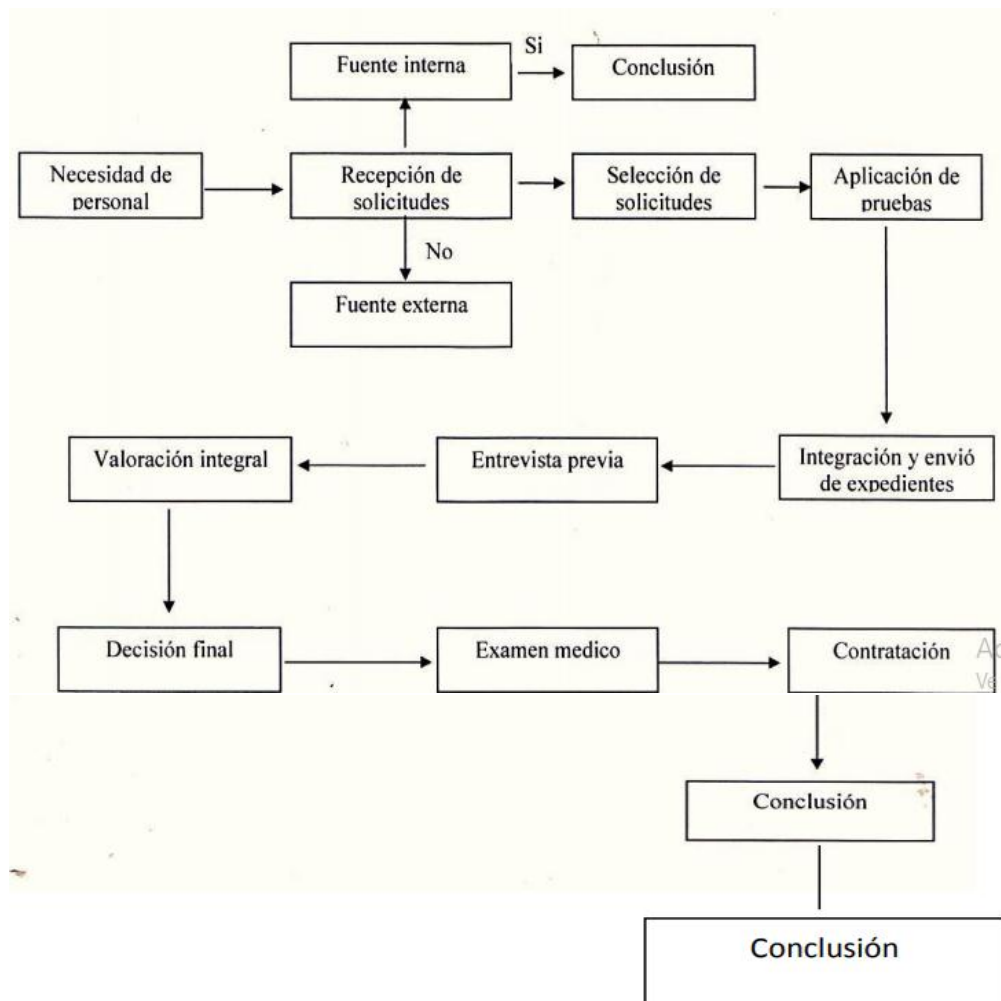 Si
Fuente interna
Conclusión
Necesidad de
personal
Recepción de
solicitudes
Selección de
solicitudes
Aplicación de
pruebas
No
Fuente externa
Valoración integral
Entrevista previa
Integración y envió
de expedientes
Decisión final
Examen medico
Contratación
Conclusión
Conclusión